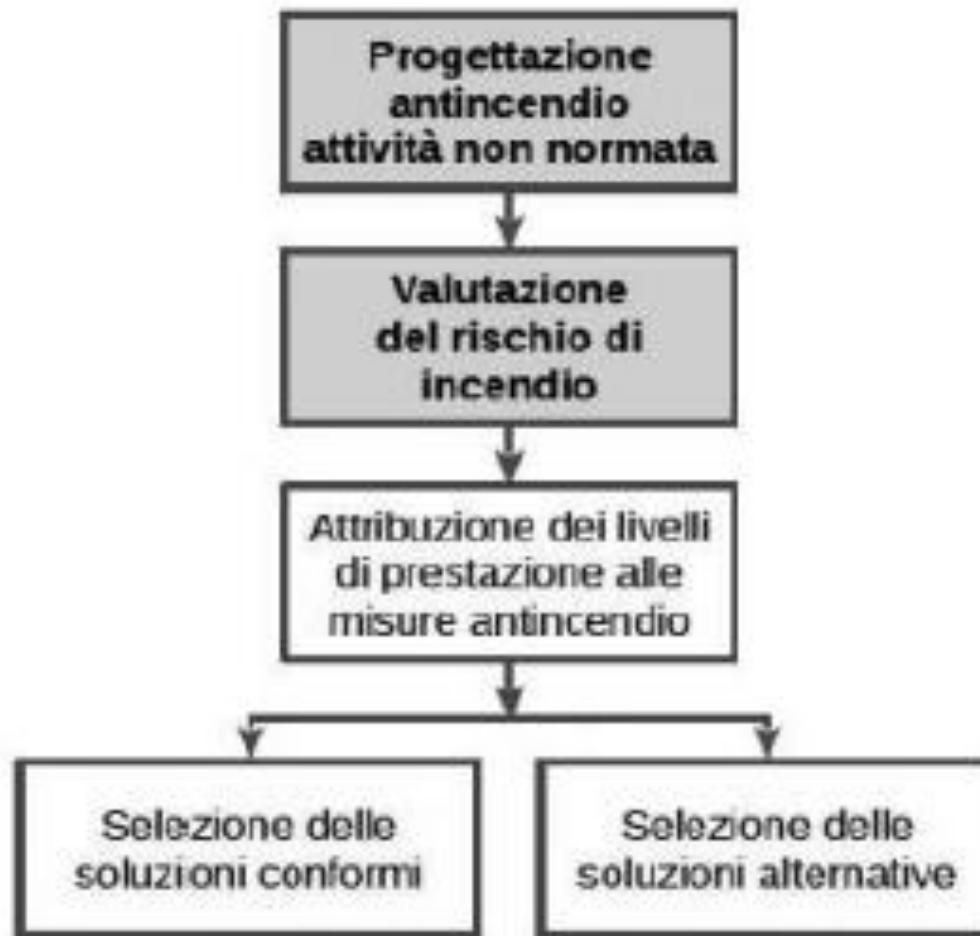 Progettazione
antincendio
attività non normata
Valutazione
del rischio di
incendio
Attribuzione dei livelli
di prestazione alle
misure antincendio
Selezione delle
soluzioni conformi
Selezione delle
soluzioni alternative